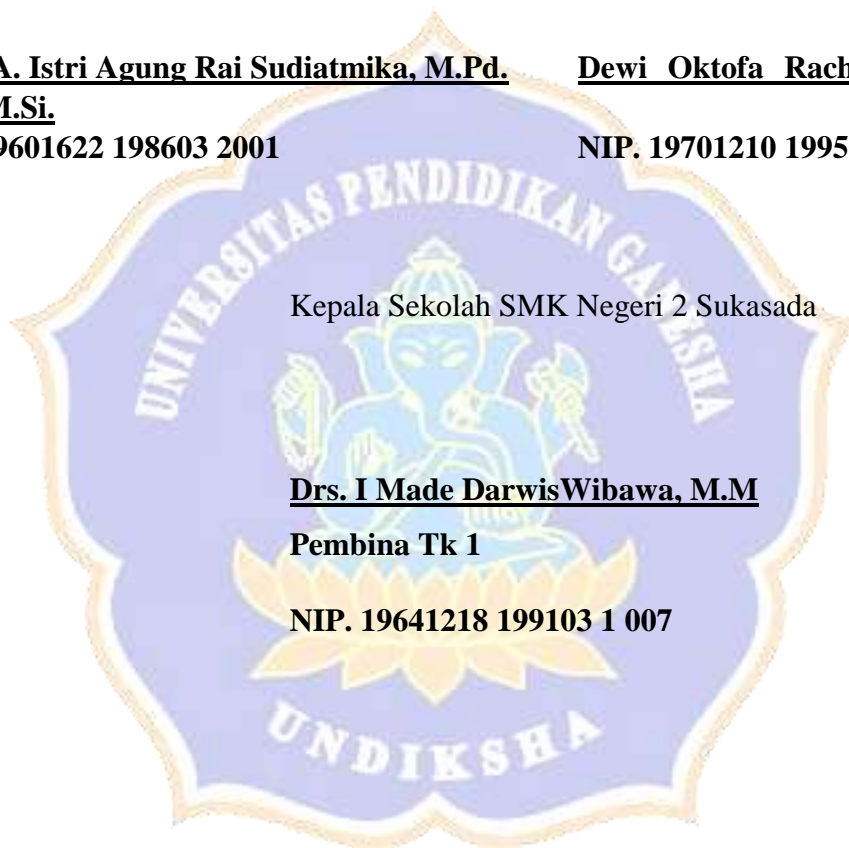 A. Istri Agung Rai Sudiatmika, M.Pd.
M.Si.
9601622 198603 2001
Dewi Oktofa Rach
NIP. 19701210 1995
UNIVERSITAS PENDIDIKAN GANESHA
Kepala Sekolah SMK Negeri 2 Sukasada
Drs. I Made DarwisWibawa, M.M
Pembina Tk 1
NIP. 19641218 199103 1 007
UNDIKSHA